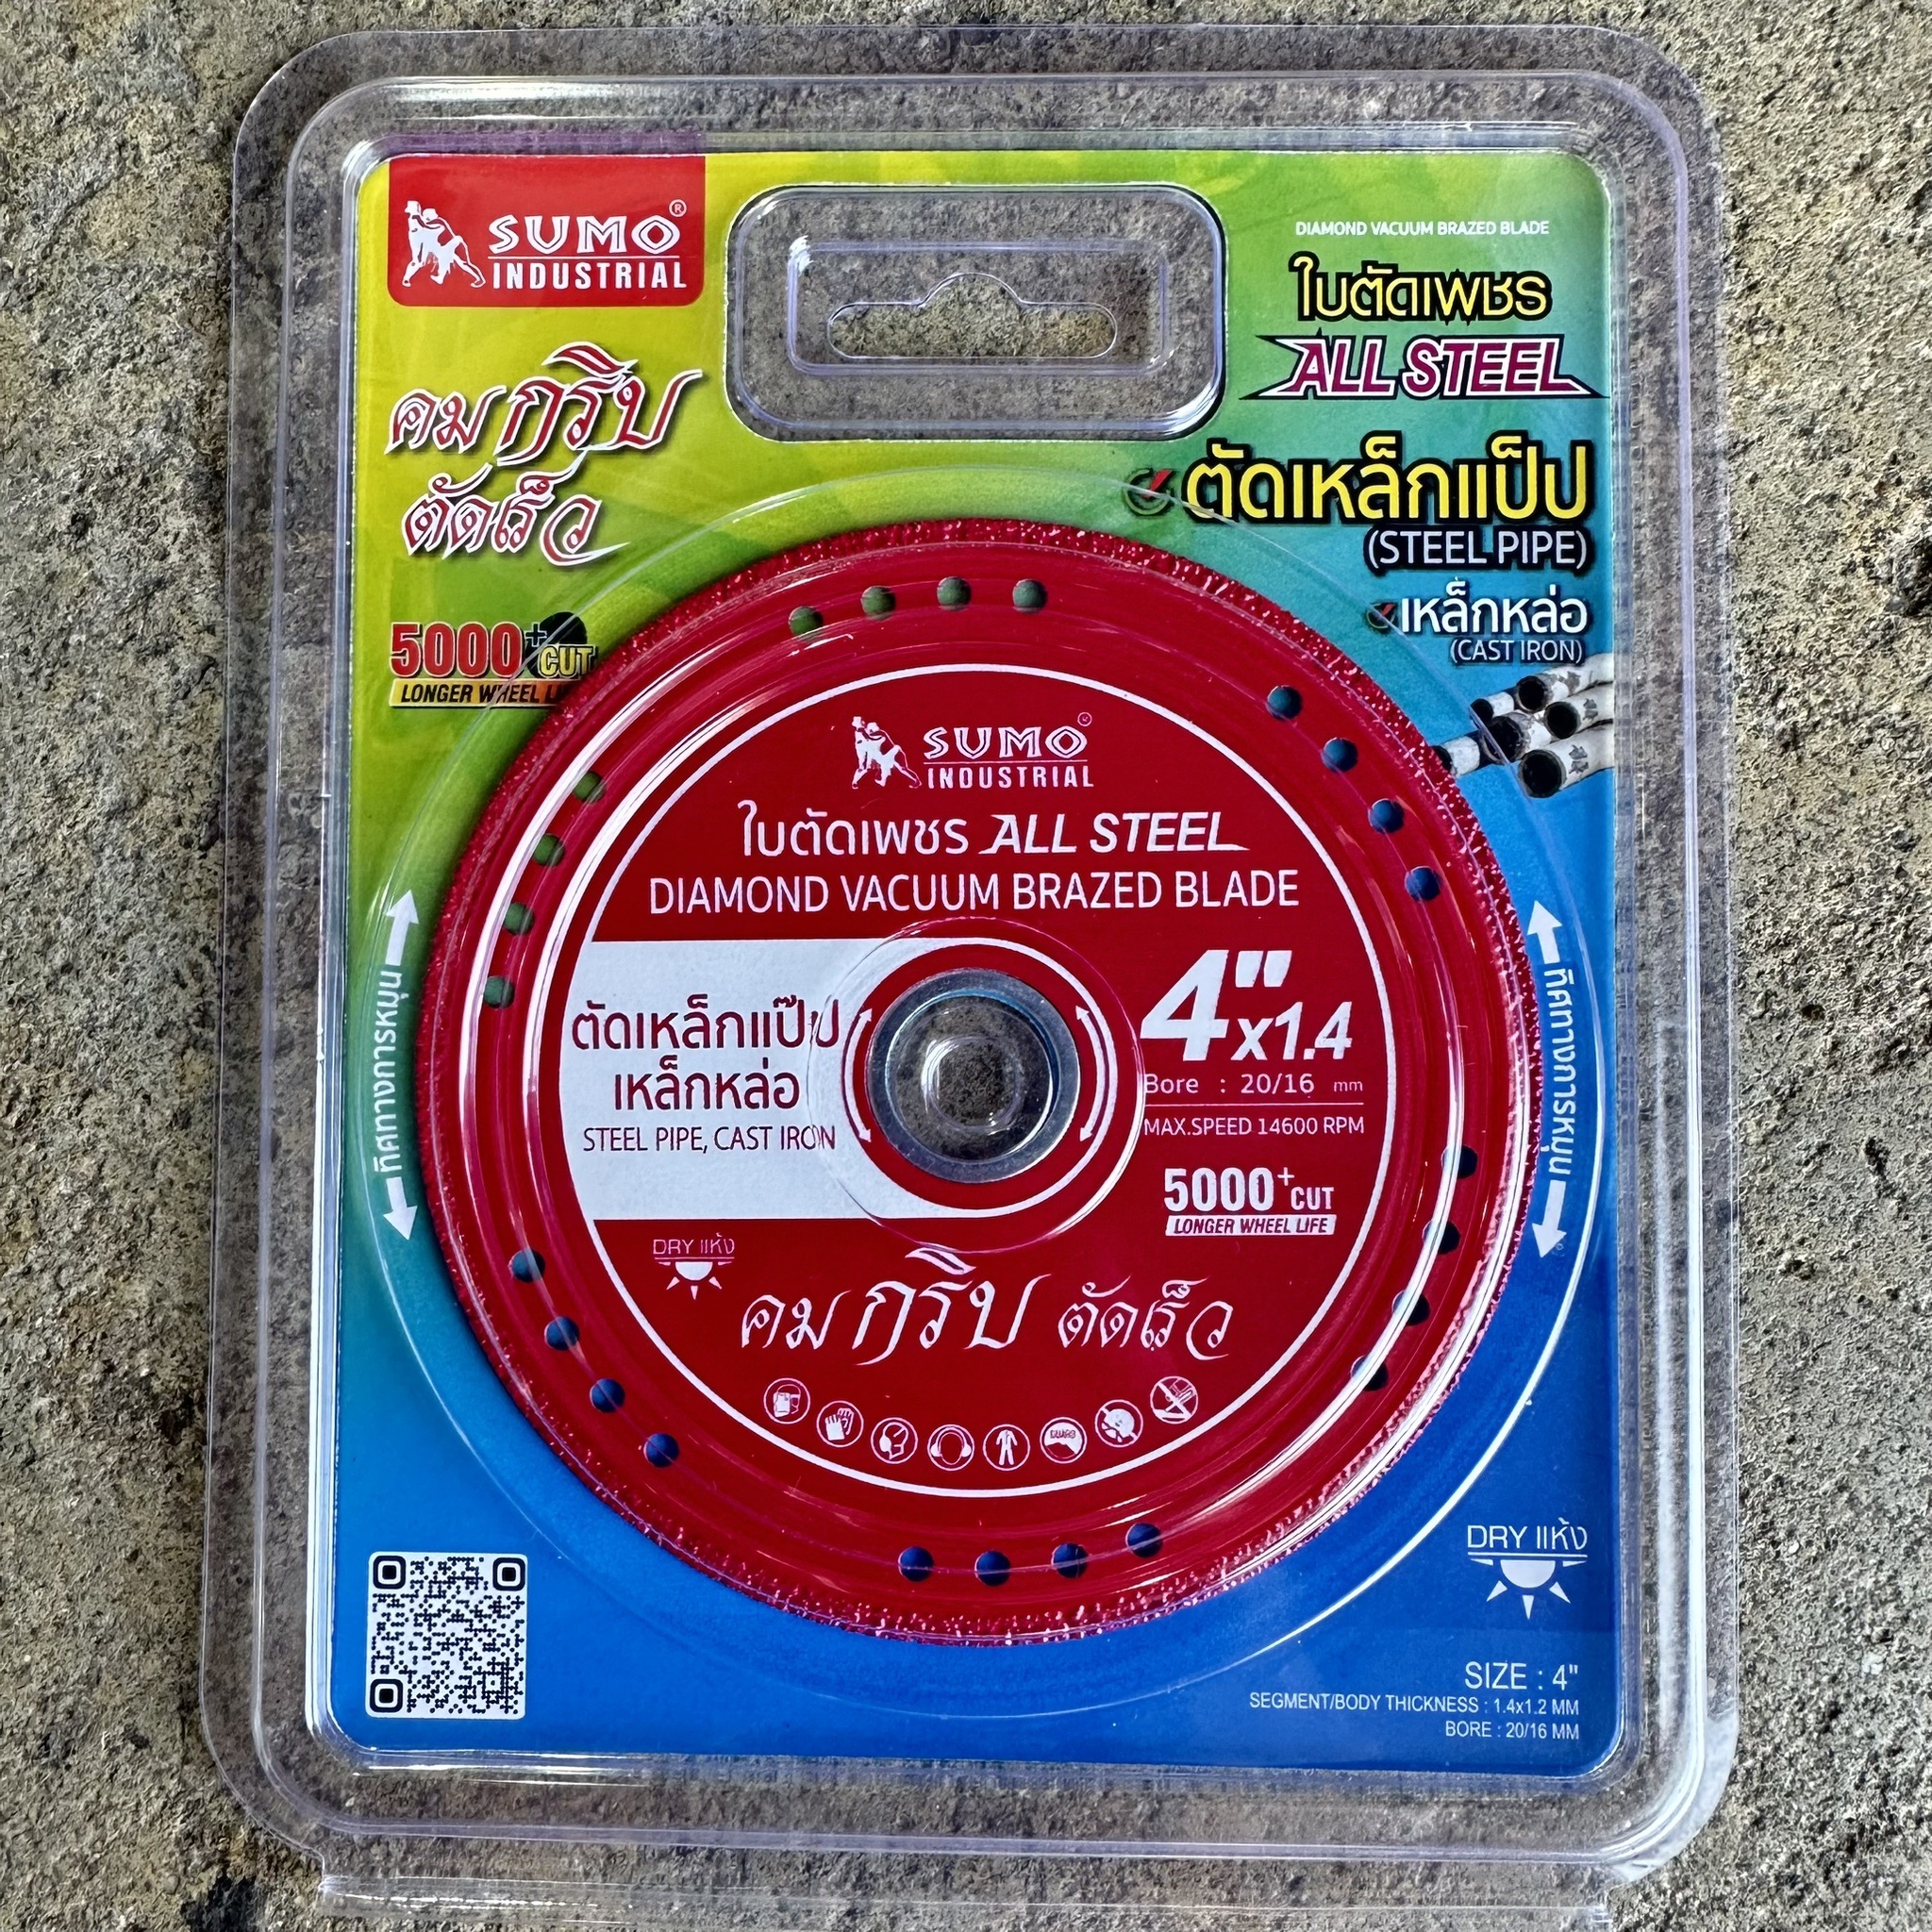 SUMO®
INDUSTRIAL
DIAMOND VACUUM BRAZED BLADE
ใบตัดเพชร
ALL STEEL
คมกริบ
ตัดเร็ว
ตัดเหล็กแป๊ป
(STEEL PIPE)
เหล็กหล่อ
(CAST IRON)
5000+CUT
LONGER WHEEL
SUMO®
INDUSTRIAL
ใบตัดเพชร ALL STEEL
DIAMOND VACUUM BRAZED BLADE
ตัดเหล็กแป๊ป
เหล็กหล่อ
STEEL PIPE, CAST IRON
4"x1.4
Bore : 20/16 mm
MAX.SPEED 14600 RPM
5000+CUT
LONGER WHEEL LIFE
DRY แห้ง
คมกริบ ตัดเร็ว
ทิศทางการหมุน
ทิศทางการหมุน
DRY แห้ง
SIZE : 4"
SEGMENT/BODY THICKNESS : 1.4x1.2 MM
BORE : 20/16 MM